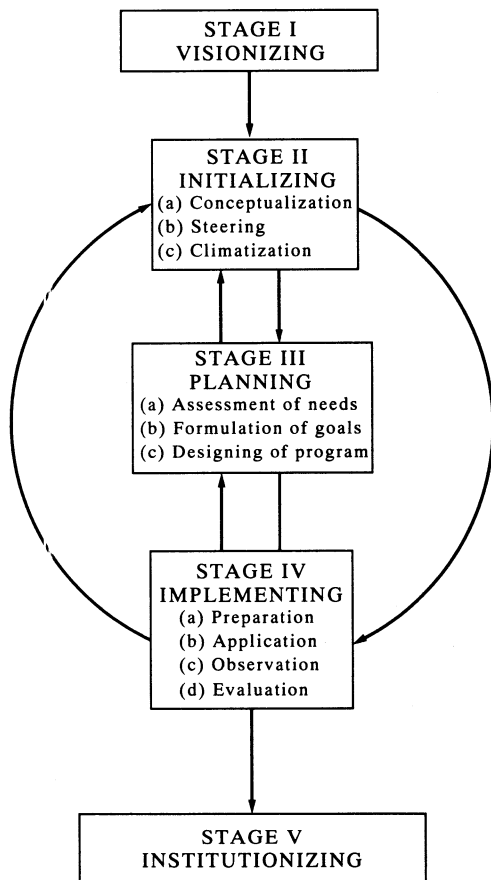 STAGE I
VISIONIZING
STAGE II
INITIALIZING
(a) Conceptualization
(b) Steering
(c) Climatization
STAGE III
PLANNING
(a) Assessment of needs
(b) Formulation of goals
(c) Designing of program
STAGE IV
IMPLEMENTING
(a) Preparation
(b) Application
(c) Observation
(d) Evaluation
STAGE V
INSTITUTIONIZING